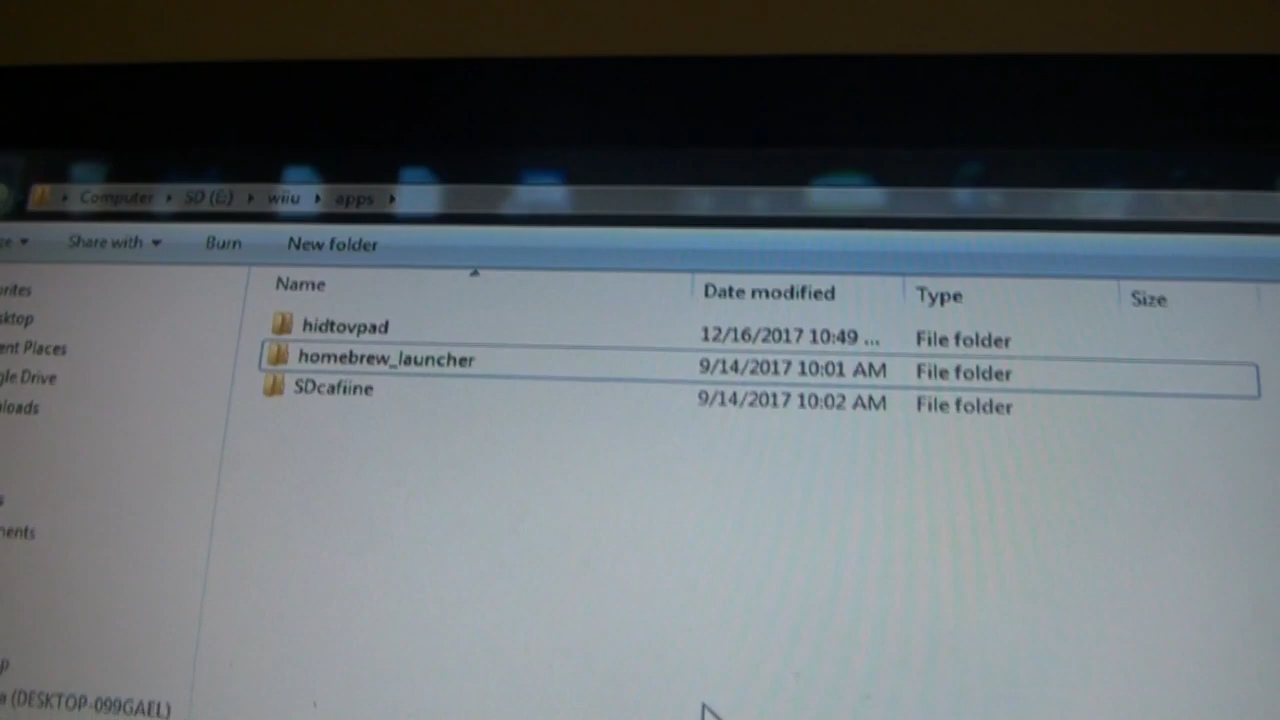 Computer SD (E:) wiiu apps
Share with Burn New folder
Name Date modified Type Size
hidtovpad 12/16/2017 10:49 ... File folder
homebrew_launcher 9/14/2017 10:01 AM File folder
SDcafiine 9/14/2017 10:02 AM File folder
orites
sktop
ent Places
gle Drive
nloads
ments
p
a (DESKTOP-099GAEL)